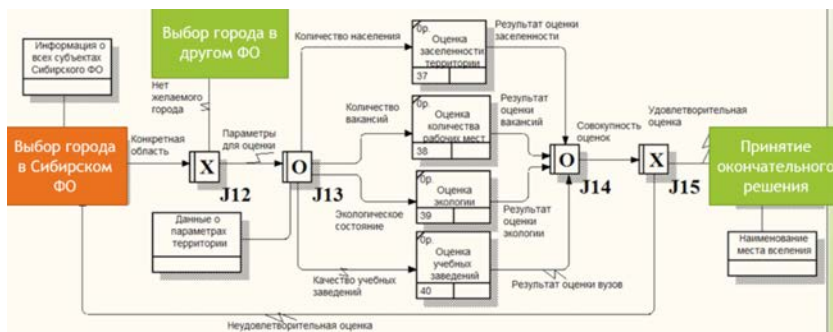 Информация о
всех субъектах
Сибирского ФО
Выбор города в
другом ФО
Количество населения
0р.
Оценка
заселенности
территории
37
Результат оценки
заселенности
Нет
желаемого
города
Выбор города
в Сибирском
ФО
Конкретная
область
X
J12
Параметры
для оценки
O
J13
Количество
вакансий
0р.
Оценка
количества
рабочих мест
38
Результат
оценки
вакансий
O
J14
Совокупность
оценок
X
J15
Удовлетворительная
оценка
Принятие
окончательного
решения
Данные о
параметрах
территории
Экологическое
состояние
0р.
Оценка
экологии
39
Результат
оценки
экологии
Качество учебных
заведений
0р.
Оценка
учебных
заведений
40
Результат оценки вузов
Наименование
места вселения
Неудовлетворительная оценка